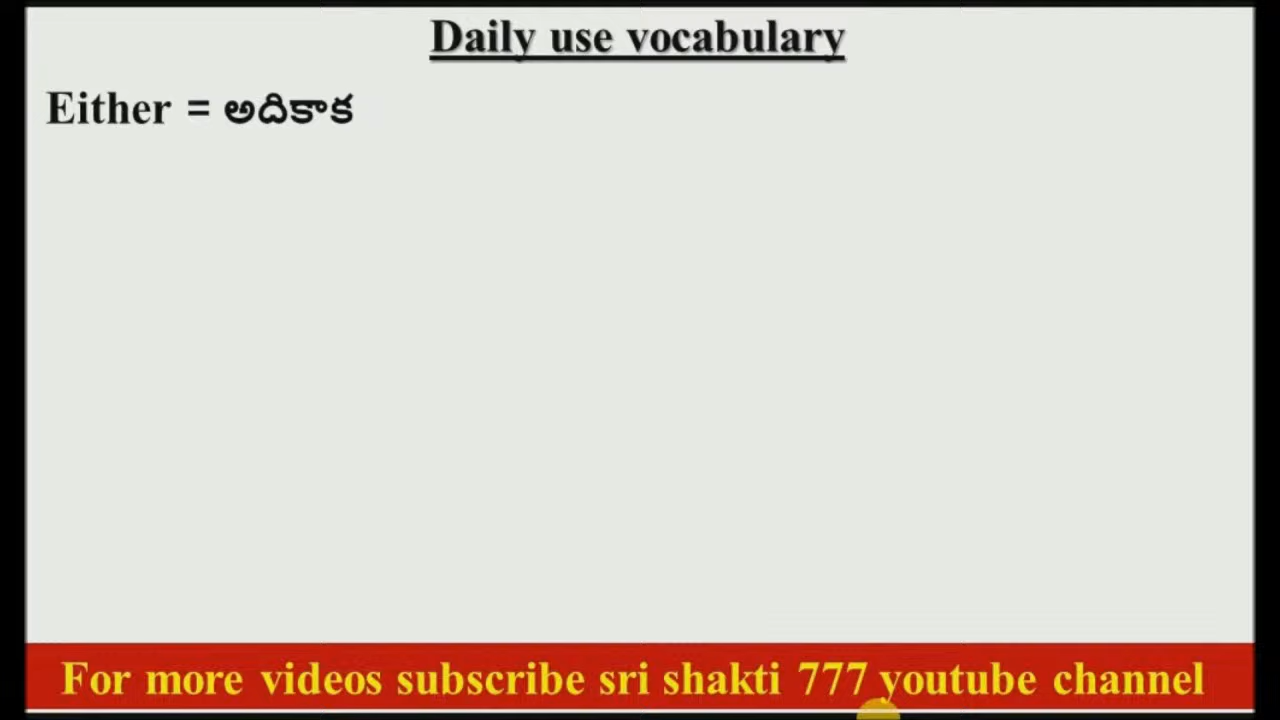 Daily use vocabulary
Either = అదికాక
For more videos subscribe sri shakti 777 youtube channel